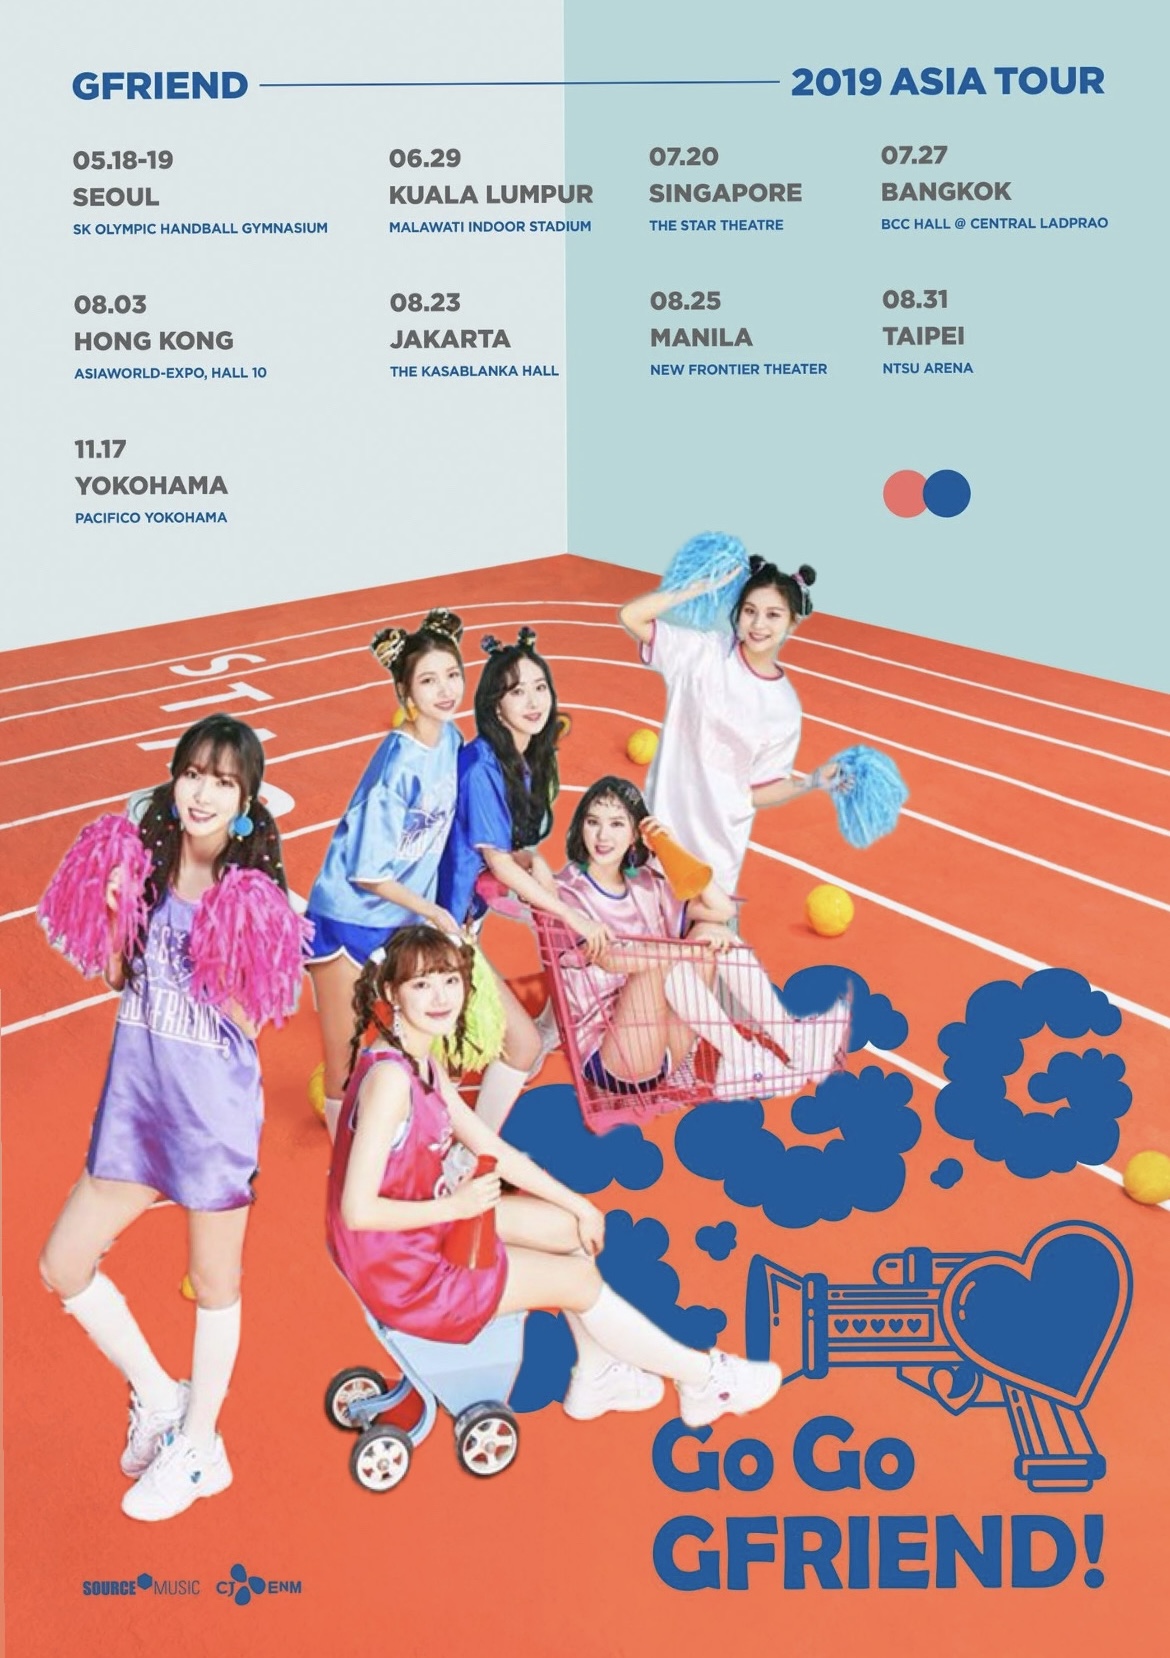 GFRIEND
2019 ASIA TOUR
05.18-19
SEOUL
SK OLYMPIC HANDBALL GYMNASIUM
06.29
KUALA LUMPUR
MALAWATI INDOOR STADIUM
07.20
SINGAPORE
THE STAR THEATRE
07.27
BANGKOK
BCC HALL @ CENTRAL LADPRAO
08.03
HONG KONG
ASIAWORLD-EXPO, HALL 10
08.23
JAKARTA
THE KASABLANKA HALL
08.25
MANILA
NEW FRONTIER THEATER
08.31
TAIPEI
NTSU ARENA
11.17
YOKOHAMA
PACIFICO YOKOHAMA
GG
Go Go
GFRIEND!
SOURCE MUSIC
CJ ENM